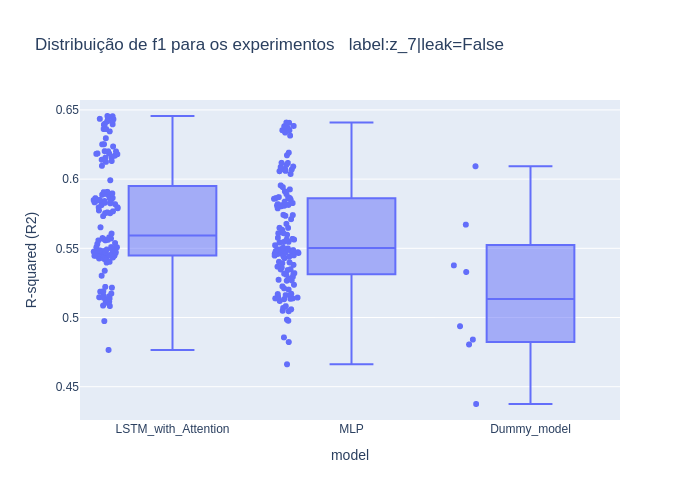 Distribuição de f1 para os experimentos   label:z_7|leak=False
0.65
0.6
0.55
0.5
0.45
R-squared (R2)
LSTM_with_Attention
MLP
Dummy_model
model